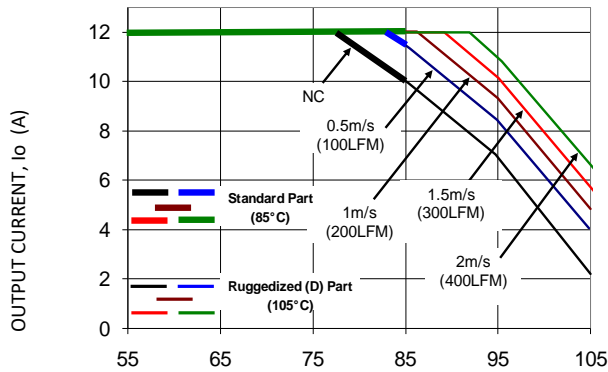 OUTPUT CURRENT, Io (A)
12
10
8
6
4
2
0
NC
0.5m/s
(100LFM)
1m/s
(200LFM)
1.5m/s
(300LFM)
2m/s
(400LFM)
Standard Part
(85°C)
Ruggedized (D) Part
(105°C)
55
65
75
85
95
105